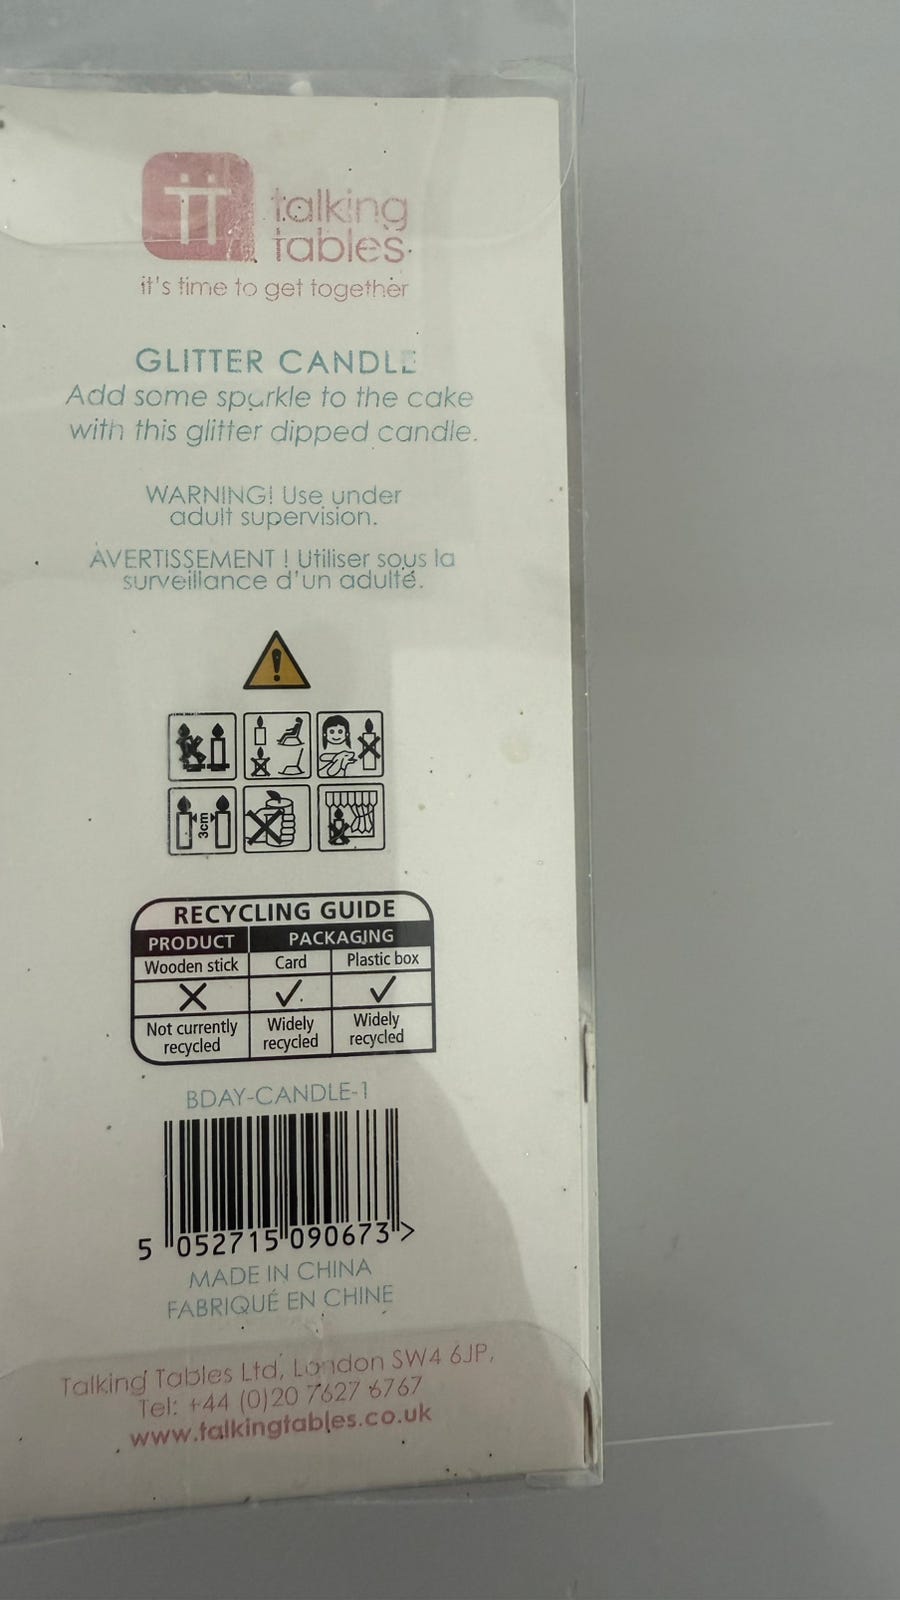 talking
tables
it's time to get together
GLITTER CANDLE
Add some sparkle to the cake
with this glitter dipped candle.
WARNING! Use under
adult supervision.
AVERTISSEMENT ! Utiliser sous la
surveillance d'un adulte.
3cm
RECYCLING GUIDE
PRODUCT PACKAGING
Wooden stick Card Plastic box
Not currently recycled Widely recycled Widely recycled
BDAY-CANDLE-1
5 052715 090673 >
MADE IN CHINA
FABRIQUÉ EN CHINE
Talking Tables Ltd, London SW4 6JP,
Tel: +44 (0)20 7627 6767
www.talkingtables.co.uk